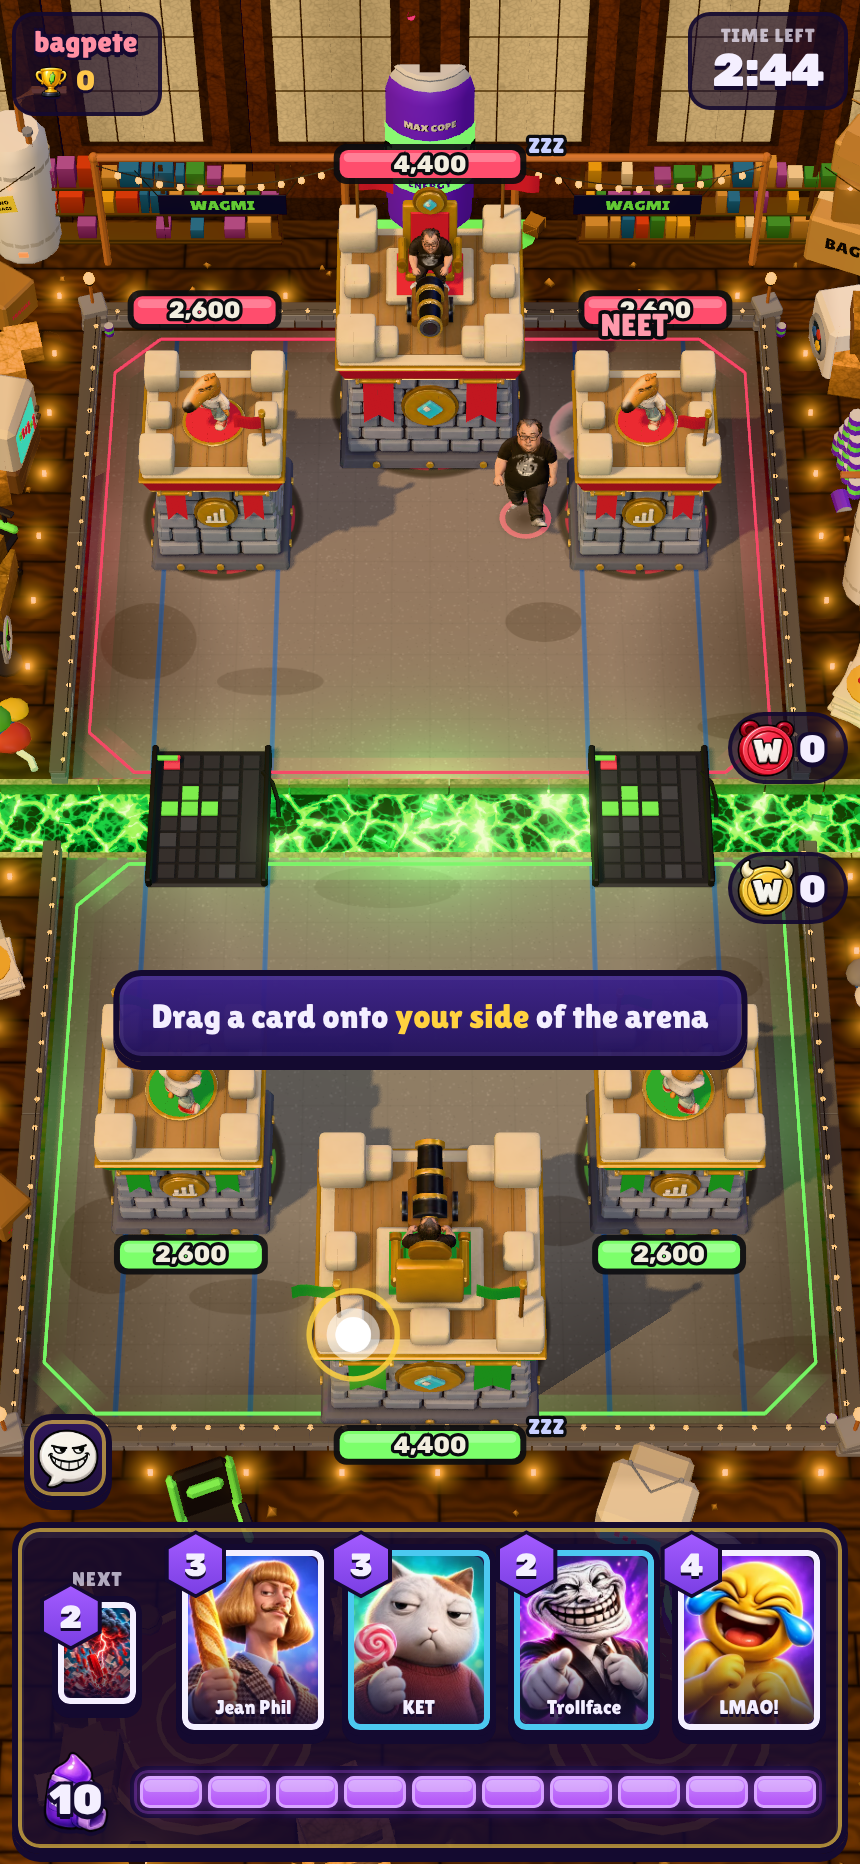 bagpete
0
TIME LEFT
2:44
MAX COPE
ENERGY
4,400
ZZZ
WAGMI
WAGMI
BAG
2,600
NEET
W 0
W 0
Drag a card onto your side of the arena
2,600
2,600
4,400
ZZZ
NEXT
2
3
Jean Phil
3
KET
2
Trollface
4
LMAO!
10